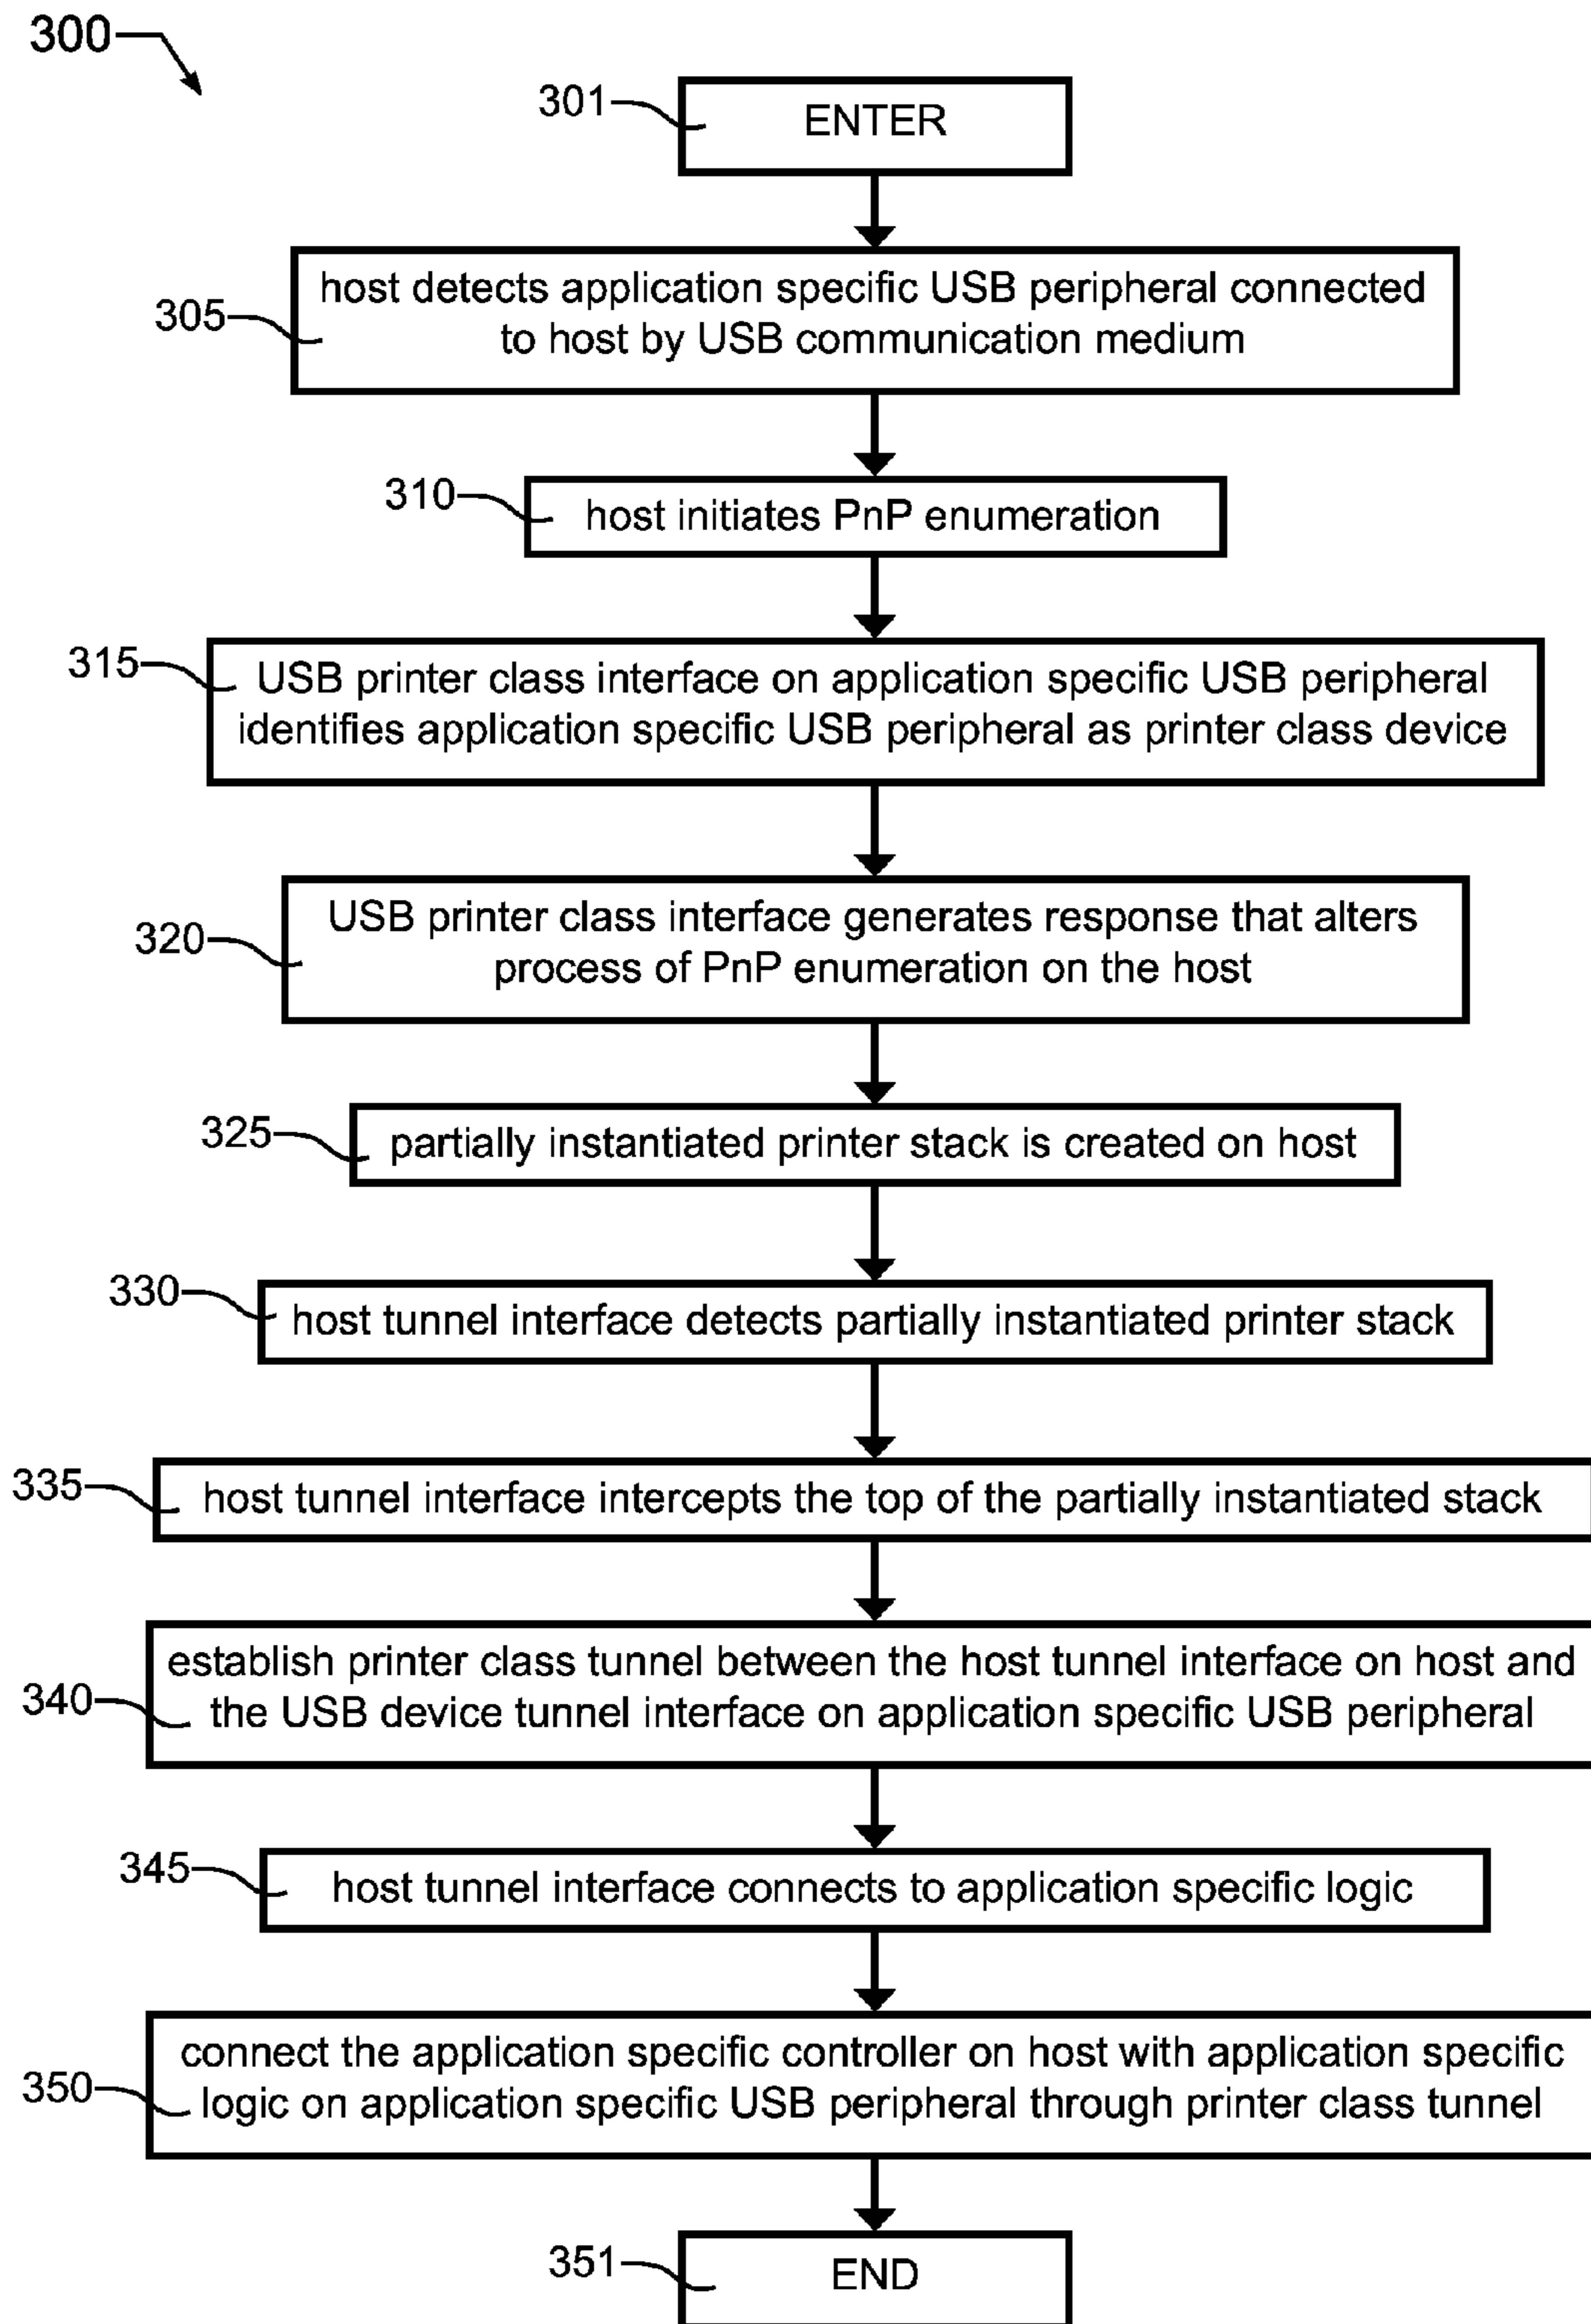 300
301
ENTER
305
host detects application specific USB peripheral connected
to host by USB communication medium
310
host initiates PnP enumeration
315
USB printer class interface on application specific USB peripheral
identifies application specific USB peripheral as printer class device
320
USB printer class interface generates response that alters
process of PnP enumeration on the host
325
partially instantiated printer stack is created on host
330
host tunnel interface detects partially instantiated printer stack
335
host tunnel interface intercepts the top of the partially instantiated stack
340
establish printer class tunnel between the host tunnel interface on host and
the USB device tunnel interface on application specific USB peripheral
345
host tunnel interface connects to application specific logic
350
connect the application specific controller on host with application specific
logic on application specific USB peripheral through printer class tunnel
351
END